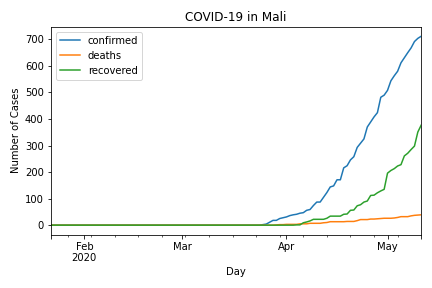 COVID-19 in Mali
confirmed
deaths
recovered
Number of Cases
700
600
500
400
300
200
100
0
Feb
2020
Mar
Apr
May
Day